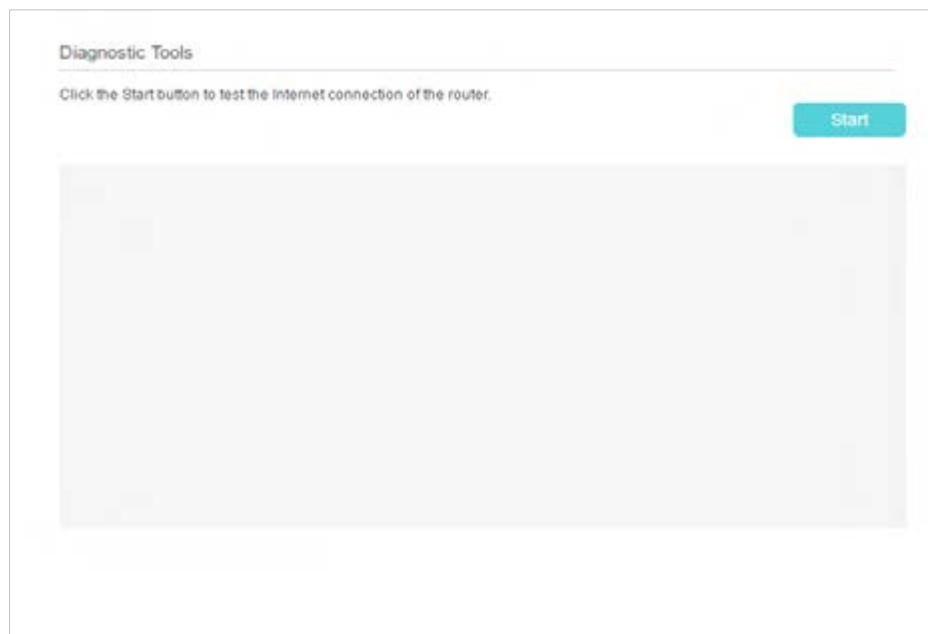 Diagnostic Tools
Click the Start button to test the Internet connection of the router.
Start